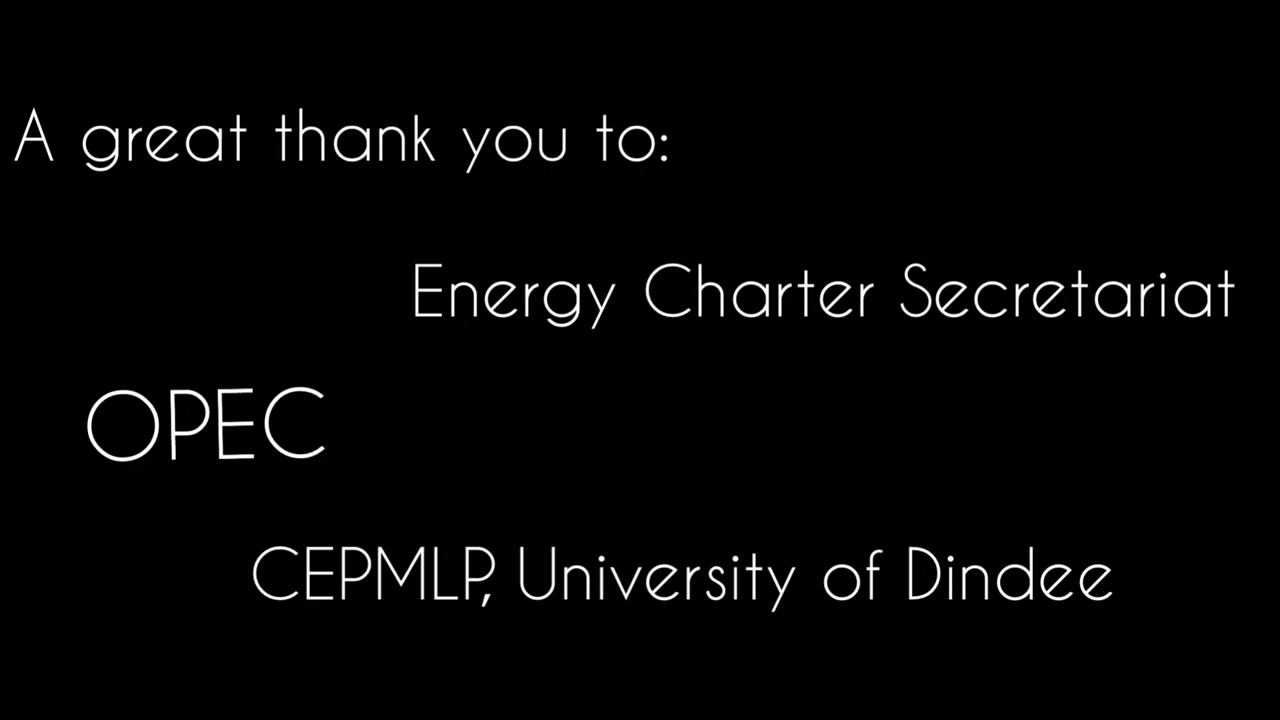 A great thank you to:
Energy Charter Secretariat
OPEC
CEPMLP, University of Dindee